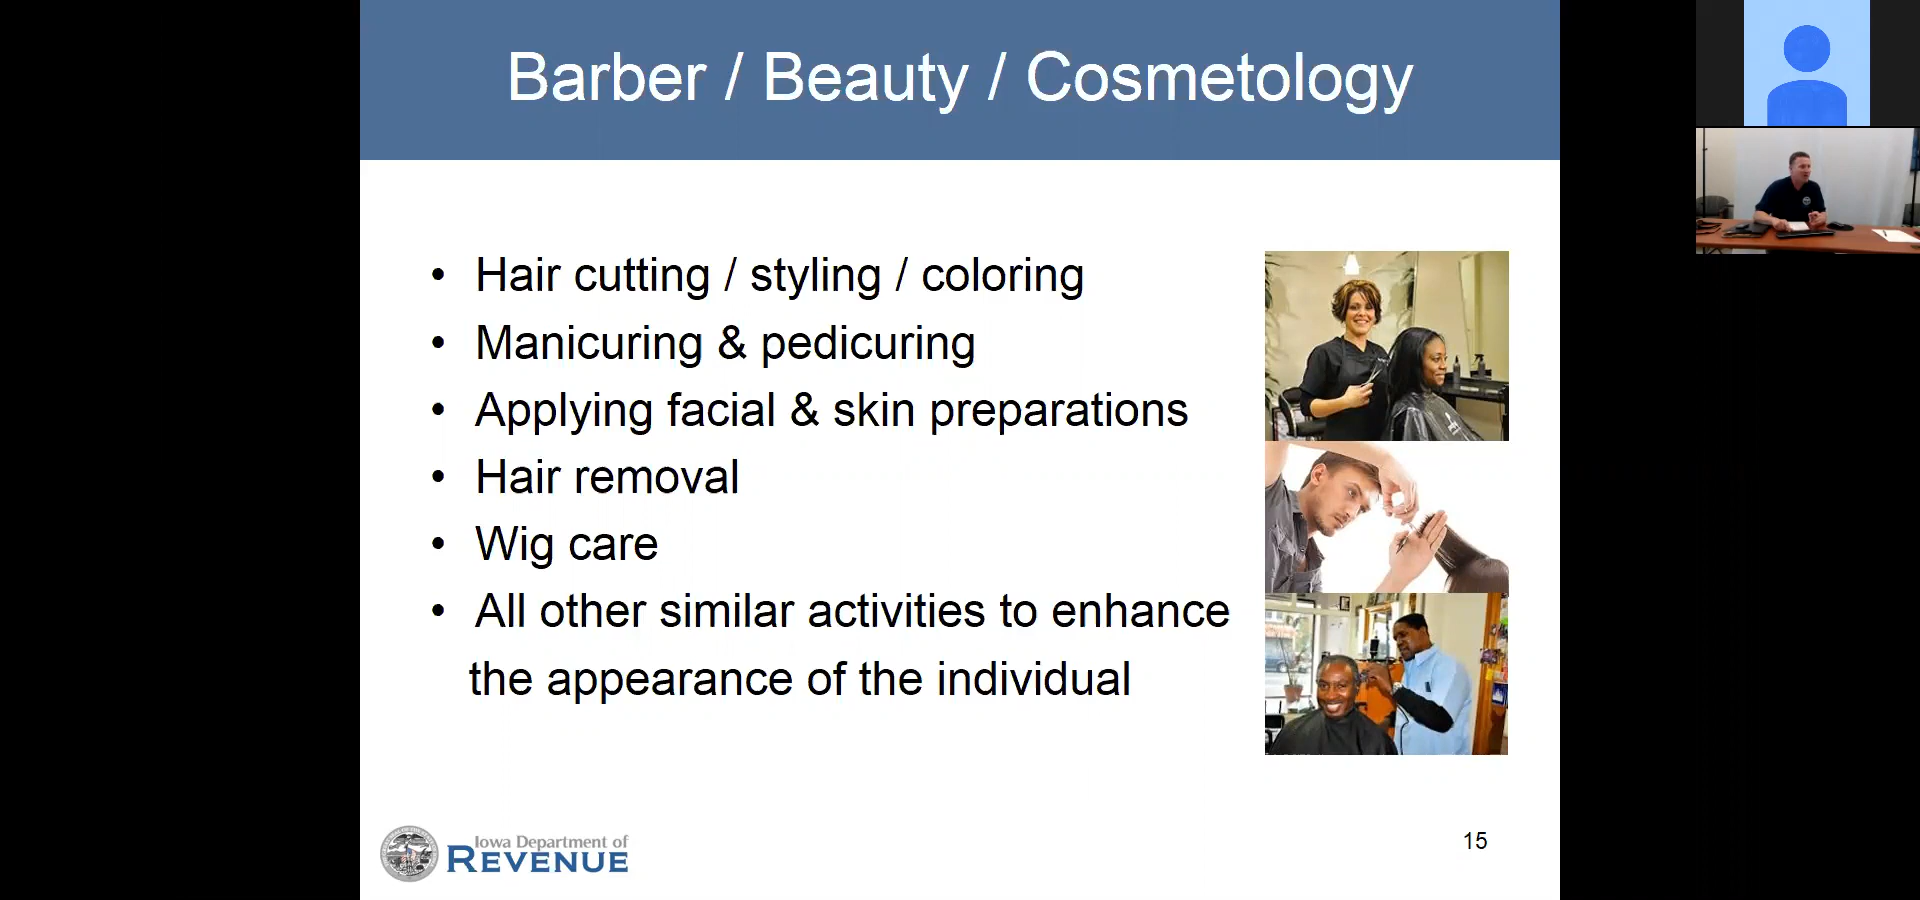 Barber / Beauty / Cosmetology
• Hair cutting / styling / coloring
• Manicuring & pedicuring
• Applying facial & skin preparations
• Hair removal
• Wig care
• All other similar activities to enhance
the appearance of the individual
Iowa Department of
REVENUE
15